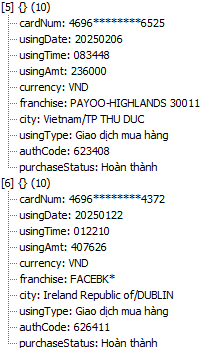 [5] {} (10)
cardNum: 4696********6525
usingDate: 20250206
usingTime: 083448
usingAmt: 236000
currency: VND
franchise: PAYOO-HIGHLANDS 30011
city: Vietnam/TP THU DUC
usingType: Giao dịch mua hàng
authCode: 623408
purchaseStatus: Hoàn thành
[6] {} (10)
cardNum: 4696********4372
usingDate: 20250122
usingTime: 012210
usingAmt: 407626
currency: VND
franchise: FACEBK*
city: Ireland Republic of/DUBLIN
usingType: Giao dịch mua hàng
authCode: 626411
purchaseStatus: Hoàn thành